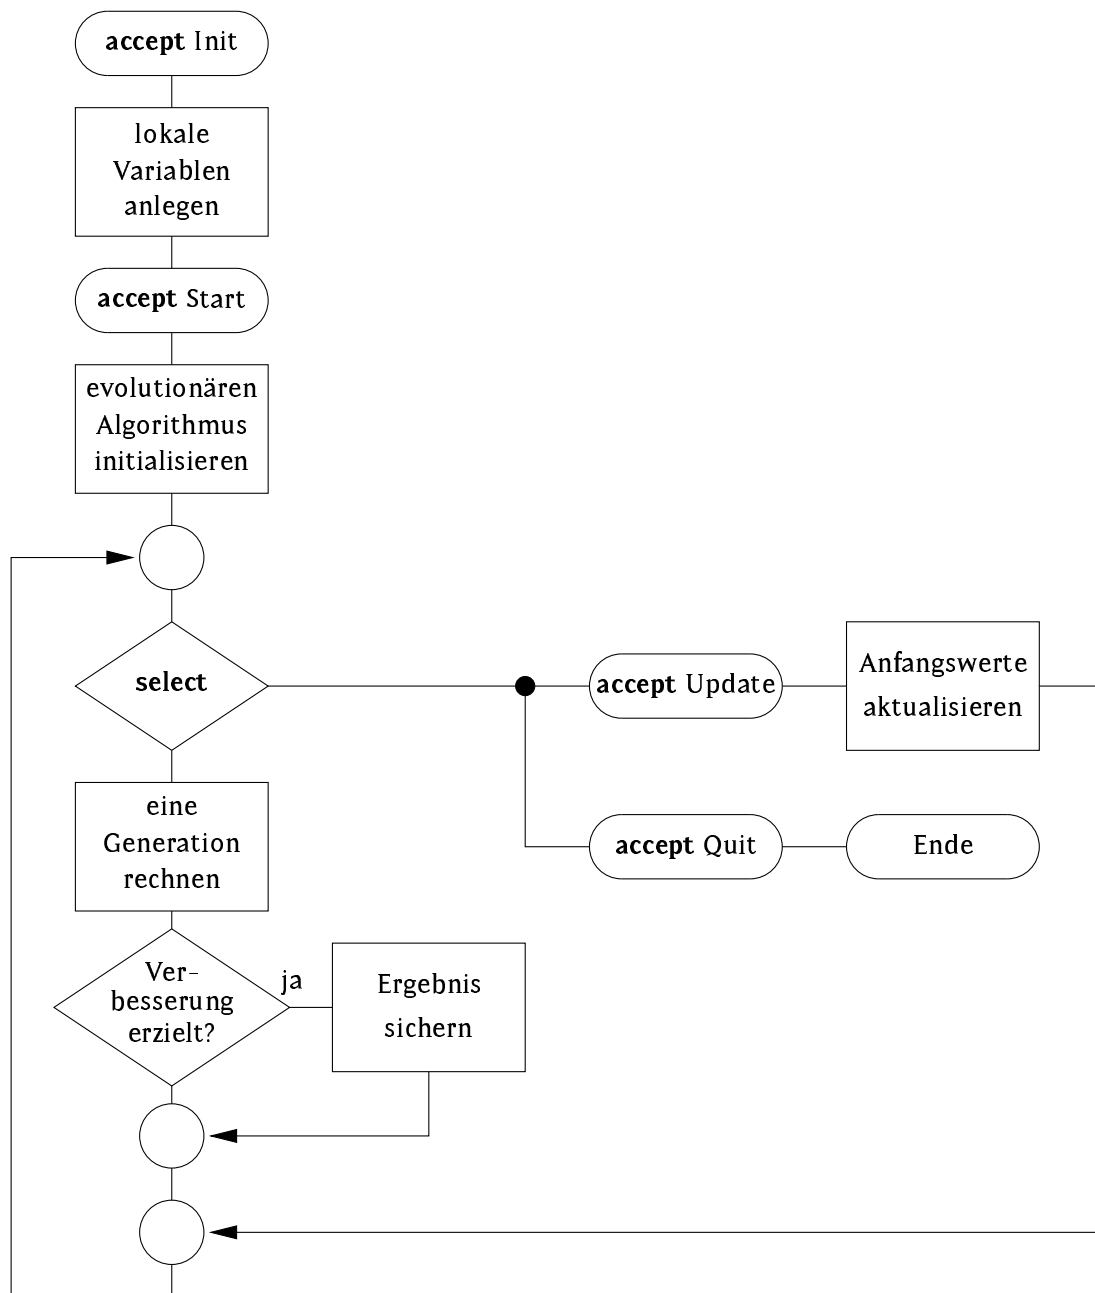 accept Init
lokale
Variablen
anlegen
accept Start
evolutionären
Algorithmus
initialisieren
select
accept Update
Anfangswerte
aktualisieren
eine
Generation
rechnen
accept Quit
Ende
Ver-
besserung
erzielt?
ja
Ergebnis
sichern